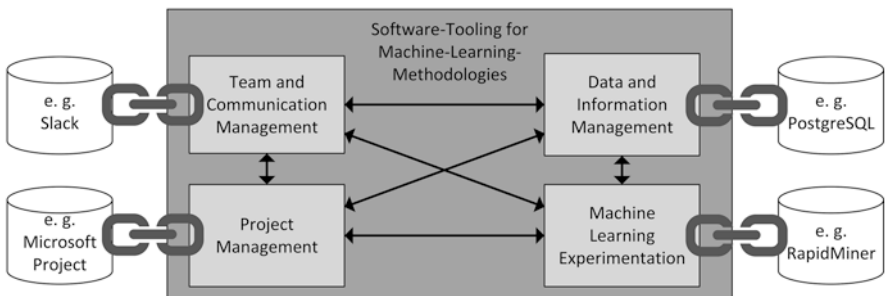 Software-Tooling for
Machine-Learning-
Methodologies
e. g.
Slack
Team and
Communication
Management
Data and
Information
Management
e. g.
PostgreSQL
e. g.
Microsoft
Project
Project
Management
Machine
Learning
Experimentation
e. g.
RapidMiner